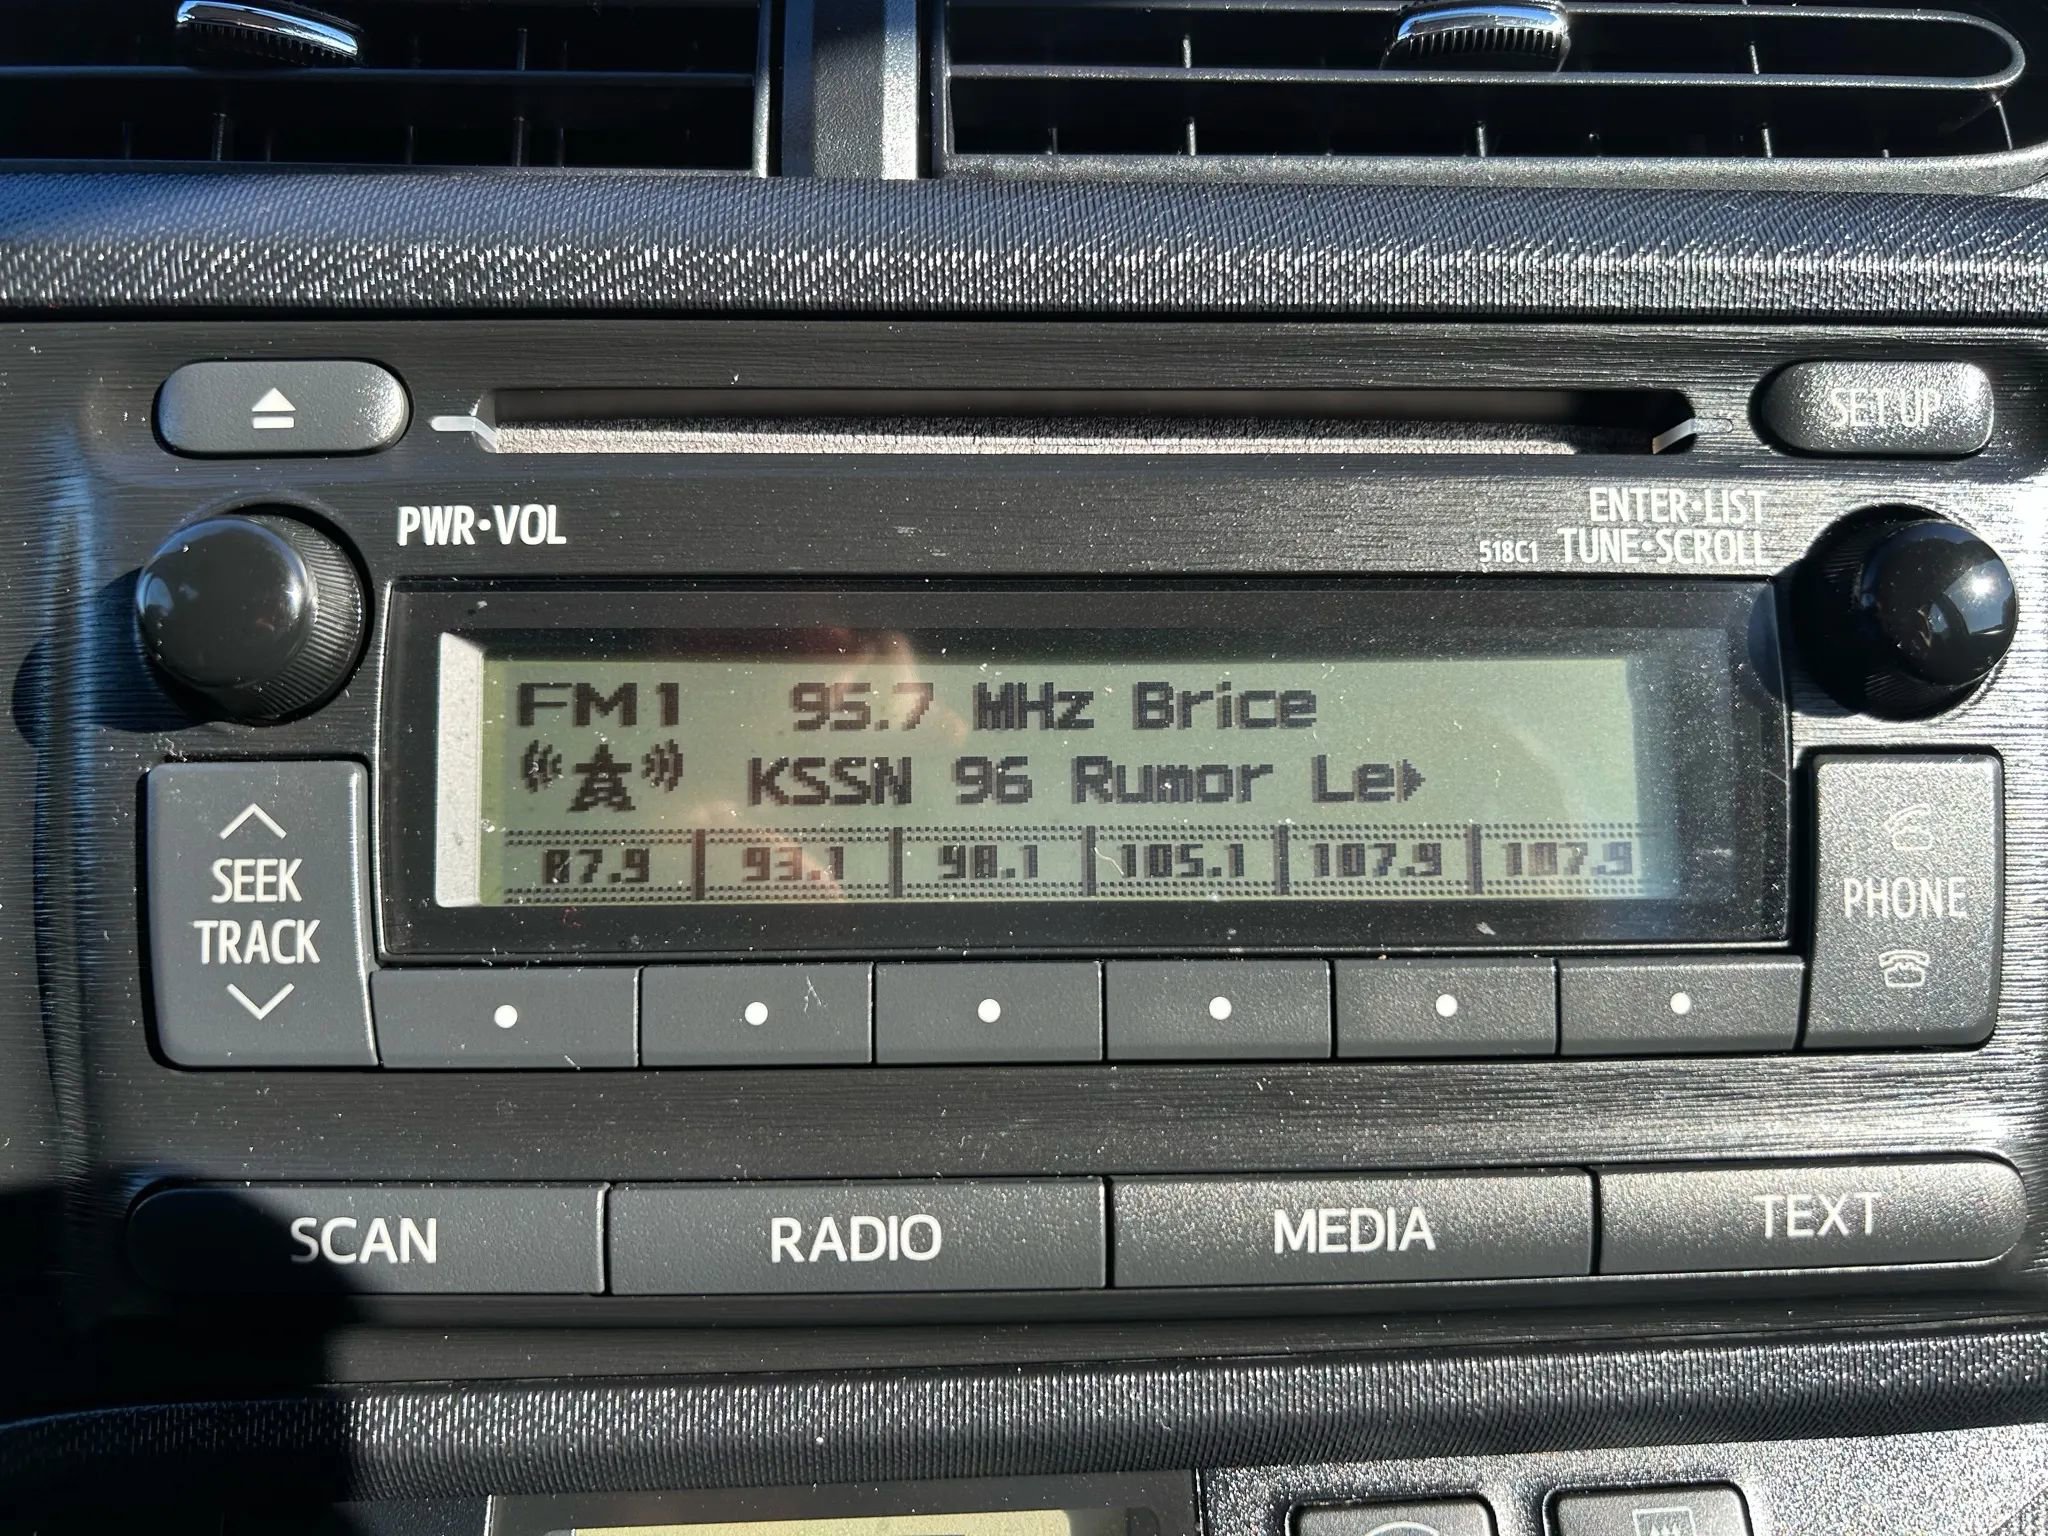 SET UP
PWR•VOL
ENTER•LIST
518C1 TUNE•SCROLL
FM1 95.7 MHz Brice
KSSN 96 Rumor Le
87.9 93.1 98.1 105.1 107.9 107.9
SEEK
TRACK
PHONE
SCAN RADIO MEDIA TEXT